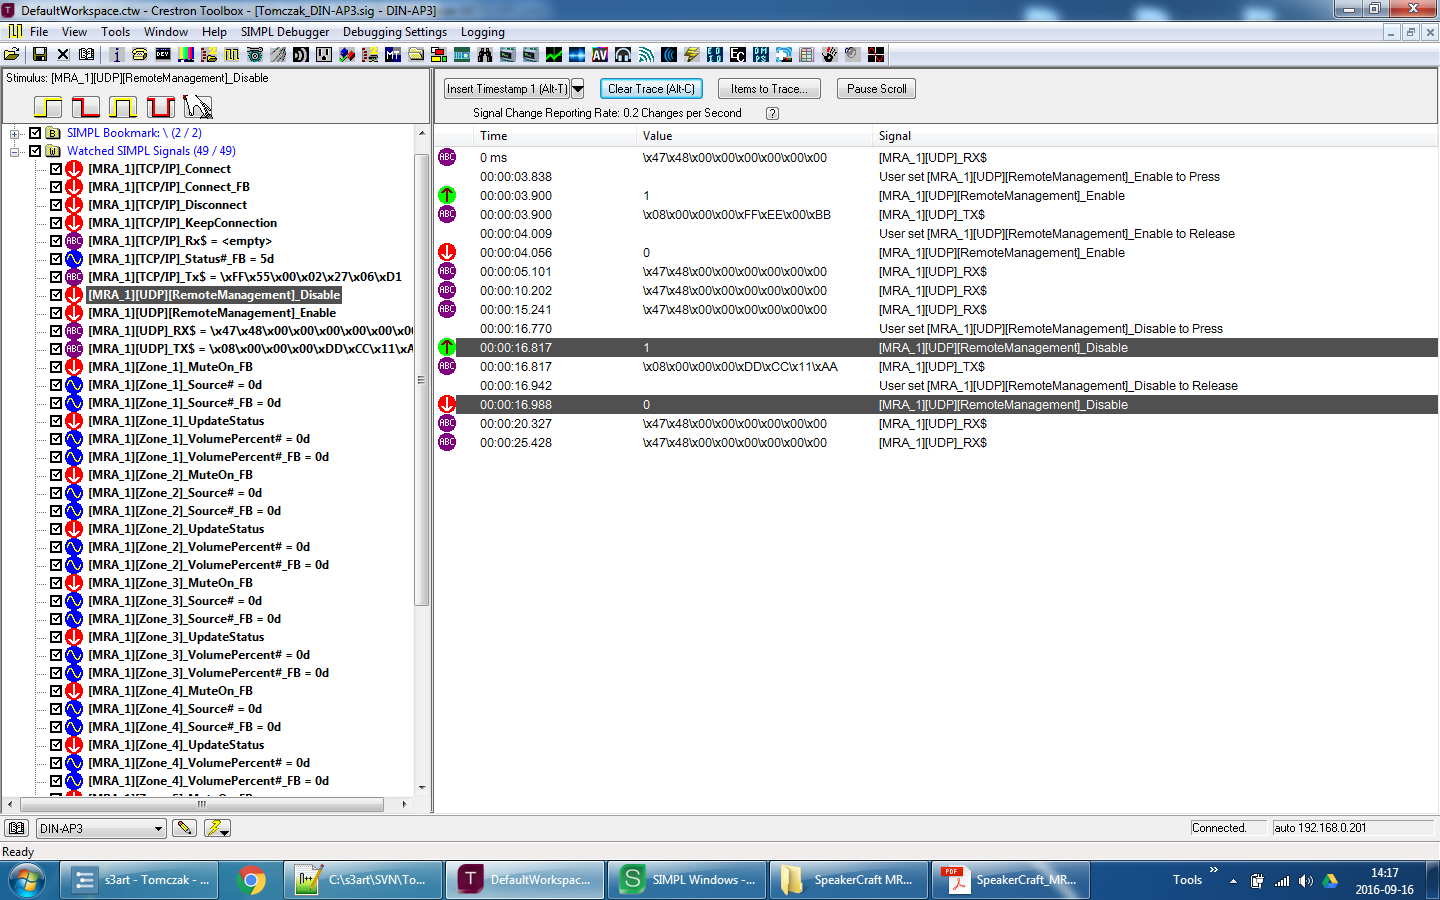 DefaultWorkspace.ctw - Crestron Toolbox - [Tomczak_DIN-AP3.sig - DIN-AP3]
File View Tools Window Help SIMPL Debugger Debugging Settings Logging
Stimulus: [MRA_1][UDP][RemoteManagement]_Disable
SIMPL Bookmark: \ (2 / 2)
Watched SIMPL Signals (49 / 49)
[MRA_1][TCP/IP]_Connect
[MRA_1][TCP/IP]_Connect_FB
[MRA_1][TCP/IP]_Disconnect
[MRA_1][TCP/IP]_KeepConnection
[MRA_1][TCP/IP]_Rx$ = <empty>
[MRA_1][TCP/IP]_Status#_FB = 5d
[MRA_1][TCP/IP]_Tx$ = \xFF\x55\x00\x02\x27\x06\xD1
[MRA_1][UDP][RemoteManagement]_Disable
[MRA_1][UDP][RemoteManagement]_Enable
[MRA_1][UDP]_RX$ = \x47\x48\x00\x00\x00\x00\x00\x0(
[MRA_1][UDP]_TX$ = \x08\x00\x00\x00\xDD\xCC\x11\xA
[MRA_1][Zone_1]_MuteOn_FB
[MRA_1][Zone_1]_Source# = 0d
[MRA_1][Zone_1]_Source#_FB = 0d
[MRA_1][Zone_1]_UpdateStatus
[MRA_1][Zone_1]_VolumePercent# = 0d
[MRA_1][Zone_1]_VolumePercent#_FB = 0d
[MRA_1][Zone_2]_MuteOn_FB
[MRA_1][Zone_2]_Source# = 0d
[MRA_1][Zone_2]_Source#_FB = 0d
[MRA_1][Zone_2]_UpdateStatus
[MRA_1][Zone_2]_VolumePercent# = 0d
[MRA_1][Zone_2]_VolumePercent#_FB = 0d
[MRA_1][Zone_3]_MuteOn_FB
[MRA_1][Zone_3]_Source# = 0d
[MRA_1][Zone_3]_Source#_FB = 0d
[MRA_1][Zone_3]_UpdateStatus
[MRA_1][Zone_3]_VolumePercent# = 0d
[MRA_1][Zone_3]_VolumePercent#_FB = 0d
[MRA_1][Zone_4]_MuteOn_FB
[MRA_1][Zone_4]_Source# = 0d
[MRA_1][Zone_4]_Source#_FB = 0d
[MRA_1][Zone_4]_UpdateStatus
[MRA_1][Zone_4]_VolumePercent# = 0d
[MRA_1][Zone_4]_VolumePercent#_FB = 0d
Insert Timestamp 1 (Alt-T) Clear Trace (Alt-C) Items to Trace... Pause Scroll
Signal Change Reporting Rate: 0.2 Changes per Second ?
Time Value Signal
ABC 0 ms \x47\x48\x00\x00\x00\x00\x00\x00 [MRA_1][UDP]_RX$
00:00:03.838 User set [MRA_1][UDP][RemoteManagement]_Enable to Press
00:00:03.900 1 [MRA_1][UDP][RemoteManagement]_Enable
ABC 00:00:03.900 \x08\x00\x00\x00\xFF\xEE\x00\xBB [MRA_1][UDP]_TX$
00:00:04.009 User set [MRA_1][UDP][RemoteManagement]_Enable to Release
00:00:04.056 0 [MRA_1][UDP][RemoteManagement]_Enable
ABC 00:00:05.101 \x47\x48\x00\x00\x00\x00\x00\x00 [MRA_1][UDP]_RX$
ABC 00:00:10.202 \x47\x48\x00\x00\x00\x00\x00\x00 [MRA_1][UDP]_RX$
ABC 00:00:15.241 \x47\x48\x00\x00\x00\x00\x00\x00 [MRA_1][UDP]_RX$
00:00:16.770 User set [MRA_1][UDP][RemoteManagement]_Disable to Press
00:00:16.817 1 [MRA_1][UDP][RemoteManagement]_Disable
ABC 00:00:16.817 \x08\x00\x00\x00\xDD\xCC\x11\xAA [MRA_1][UDP]_TX$
00:00:16.942 User set [MRA_1][UDP][RemoteManagement]_Disable to Release
00:00:16.988 0 [MRA_1][UDP][RemoteManagement]_Disable
ABC 00:00:20.327 \x47\x48\x00\x00\x00\x00\x00\x00 [MRA_1][UDP]_RX$
ABC 00:00:25.428 \x47\x48\x00\x00\x00\x00\x00\x00 [MRA_1][UDP]_RX$
DIN-AP3 Connected. auto 192.168.0.201
Ready
s3art - Tomczak - ... C:\s3art\SVN\To... DefaultWorkspac... SIMPL Windows -... SpeakerCraft MR... SpeakerCraft_MR... Tools » 14:17
2016-09-16